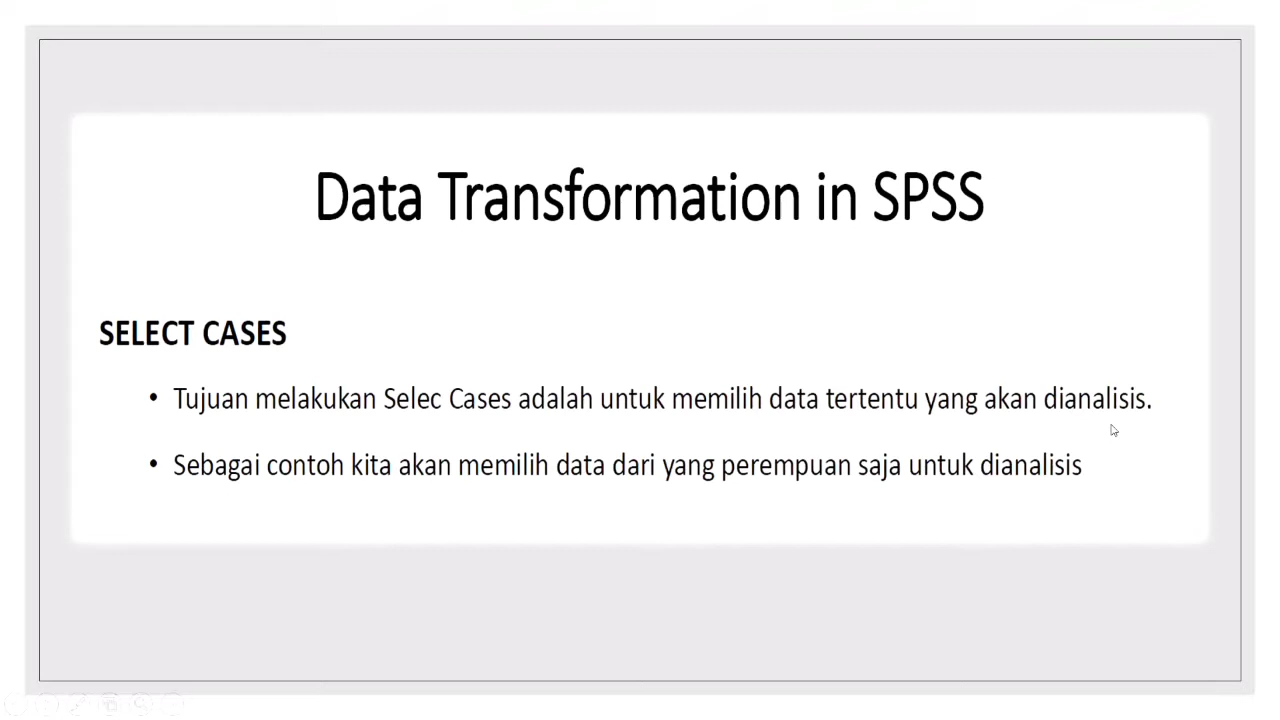 Data Transformation in SPSS
SELECT CASES
• Tujuan melakukan Selec Cases adalah untuk memilih data tertentu yang akan dianalisis.
• Sebagai contoh kita akan memilih data dari yang perempuan saja untuk dianalisis